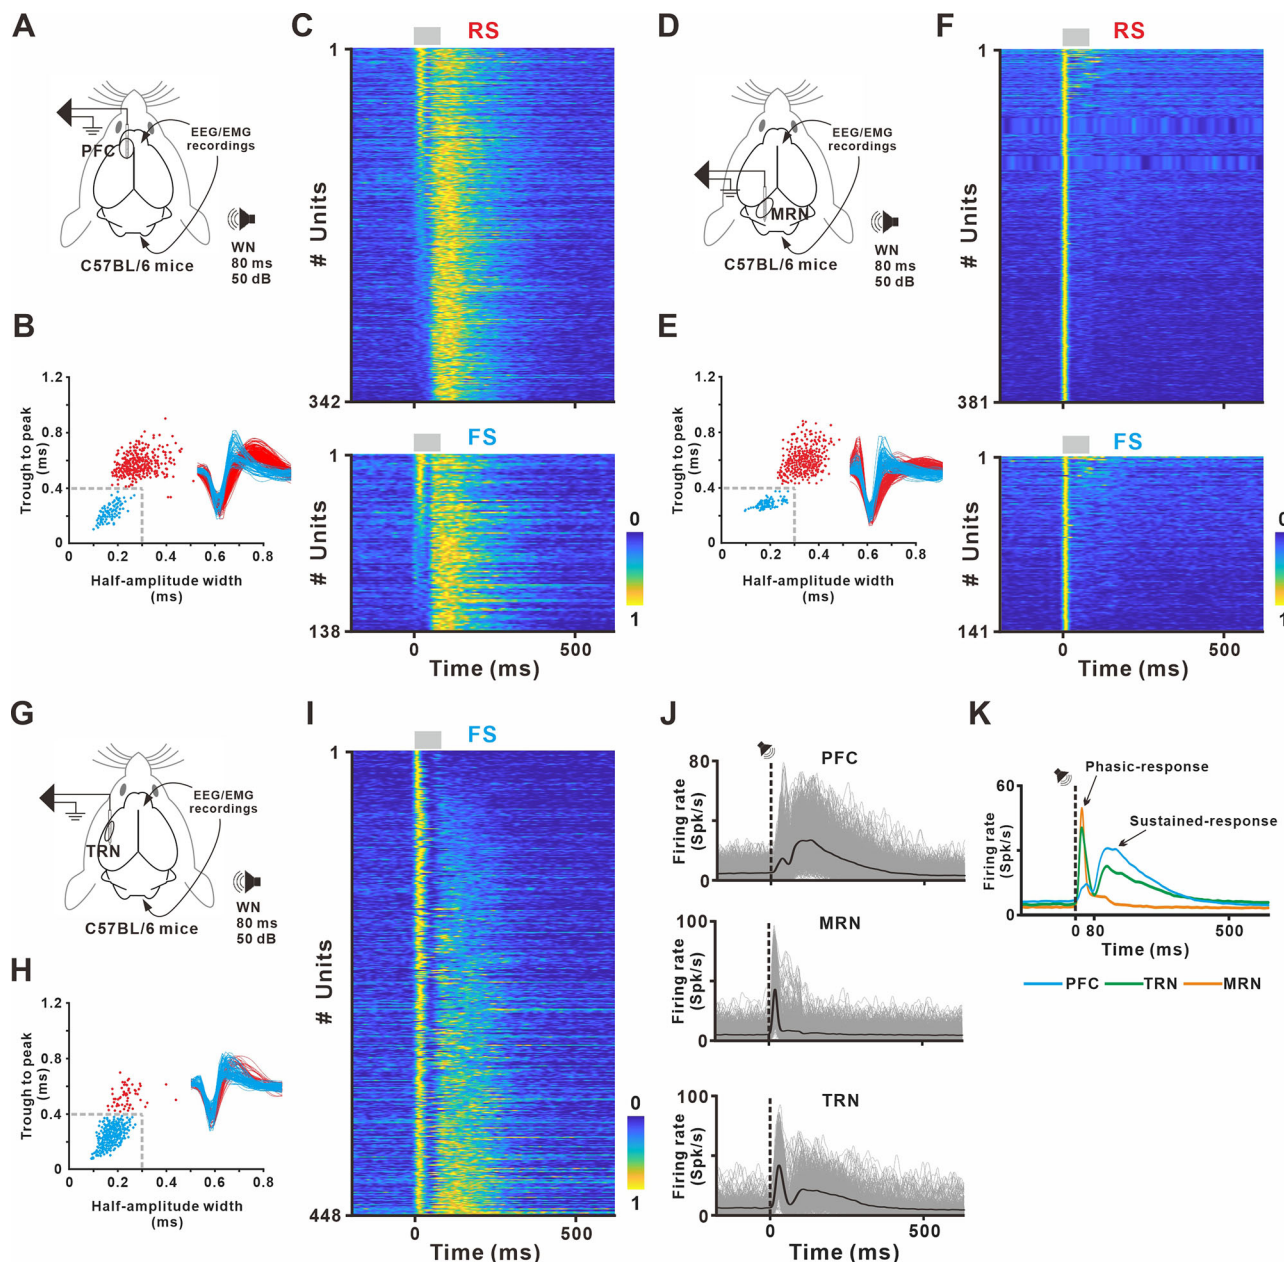 A
PFC
EEG/EMG
recordings
WN
80 ms
50 dB
C57BL/6 mice
B
1.2
0.8
0.4
0
Trough to peak
(ms)
0
0.2
0.4
0.6
0.8
Half-amplitude width
(ms)
C
RS
1
# Units
342
FS
1
# Units
138
0
1
0
500
Time (ms)
D
EEG/EMG
recordings
MRN
WN
80 ms
50 dB
C57BL/6 mice
E
1.2
0.8
0.4
0
Trough to peak
(ms)
0
0.2
0.4
0.6
0.8
Half-amplitude width
(ms)
F
RS
1
# Units
381
FS
1
# Units
141
0
1
0
500
Time (ms)
G
EEG/EMG
recordings
TRN
WN
80 ms
50 dB
C57BL/6 mice
H
1.2
0.8
0.4
0
Trough to peak
(ms)
0
0.2
0.4
0.6
0.8
Half-amplitude width
(ms)
I
FS
1
# Units
448
0
1
0
500
Time (ms)
J
PFC
80
0
Firing rate
(Spk/s)
MRN
100
0
Firing rate
(Spk/s)
TRN
100
0
Firing rate
(Spk/s)
0
500
Time (ms)
K
Phasic-response
Sustained-response
60
0
Firing rate
(Spk/s)
0 80
500
Time (ms)
PFC TRN MRN